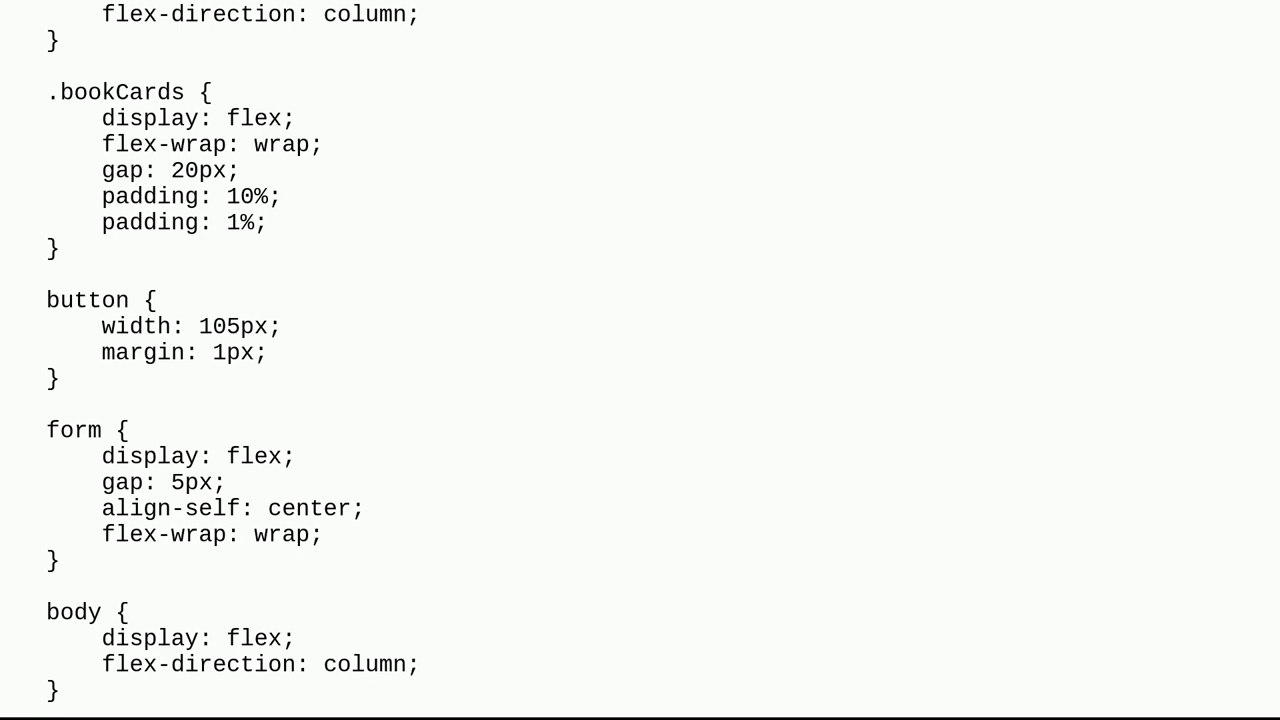 flex-direction: column;
}
.bookCards {
display: flex;
flex-wrap: wrap;
gap: 20px;
padding: 10%;
padding: 1%;
}
button {
width: 105px;
margin: 1px;
}
form {
display: flex;
gap: 5px;
align-self: center;
flex-wrap: wrap;
}
body {
display: flex;
flex-direction: column;
}